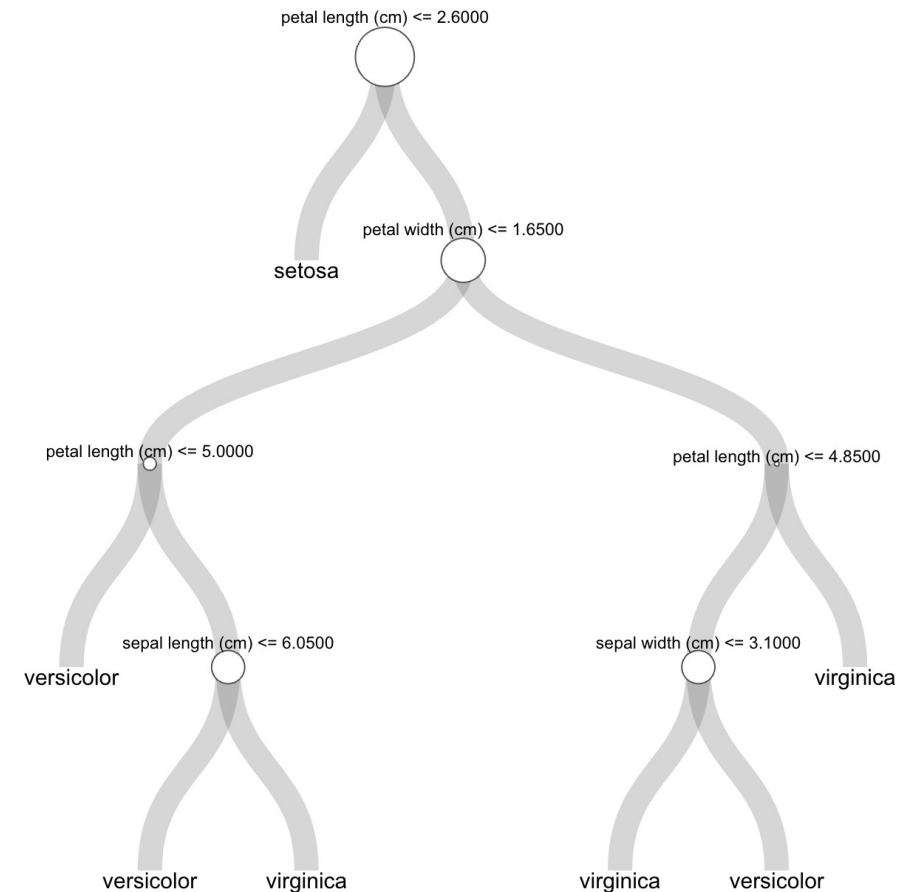 petal length (cm) <= 2.6000
petal width (cm) <= 1.6500
setosa
petal length (cm) <= 5.0000
petal length (cm) <= 4.8500
sepal length (cm) <= 6.0500
sepal width (cm) <= 3.1000
versicolor
virginica
versicolor
virginica
virginica
versicolor